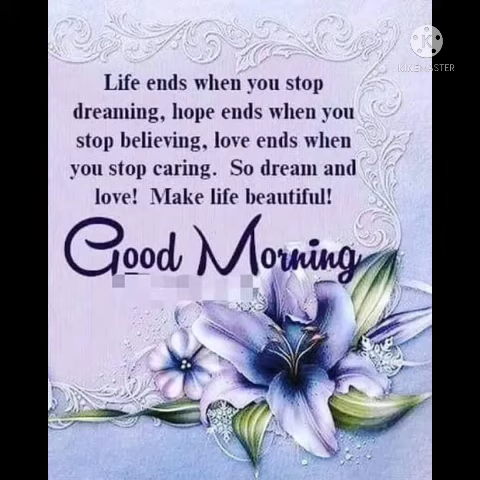 KINEMASTER
Life ends when you stop
dreaming, hope ends when you
stop believing, love ends when
you stop caring. So dream and
love! Make life beautiful!
Good Morning